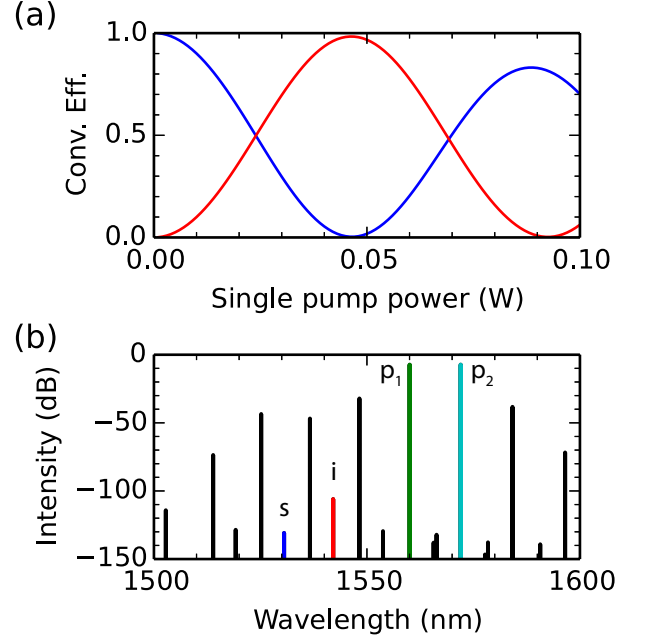 (a)
Conv. Eff.
1.0
0.5
0.0
0.00 0.05 0.10
Single pump power (W)
(b)
Intensity (dB)
0
−50
−100
−150
s
i
p₁
p₂
1500 1550 1600
Wavelength (nm)